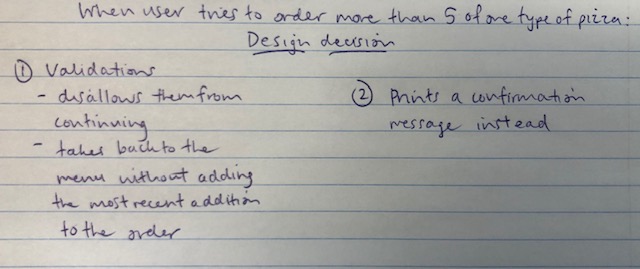 When user tries to order more than 5 of one type of pizza:
Design decision
① Validations
- disallows them from
continuing
- takes back to the
menu without adding
the most recent addition
to the order
② Prints a confirmation
message instead